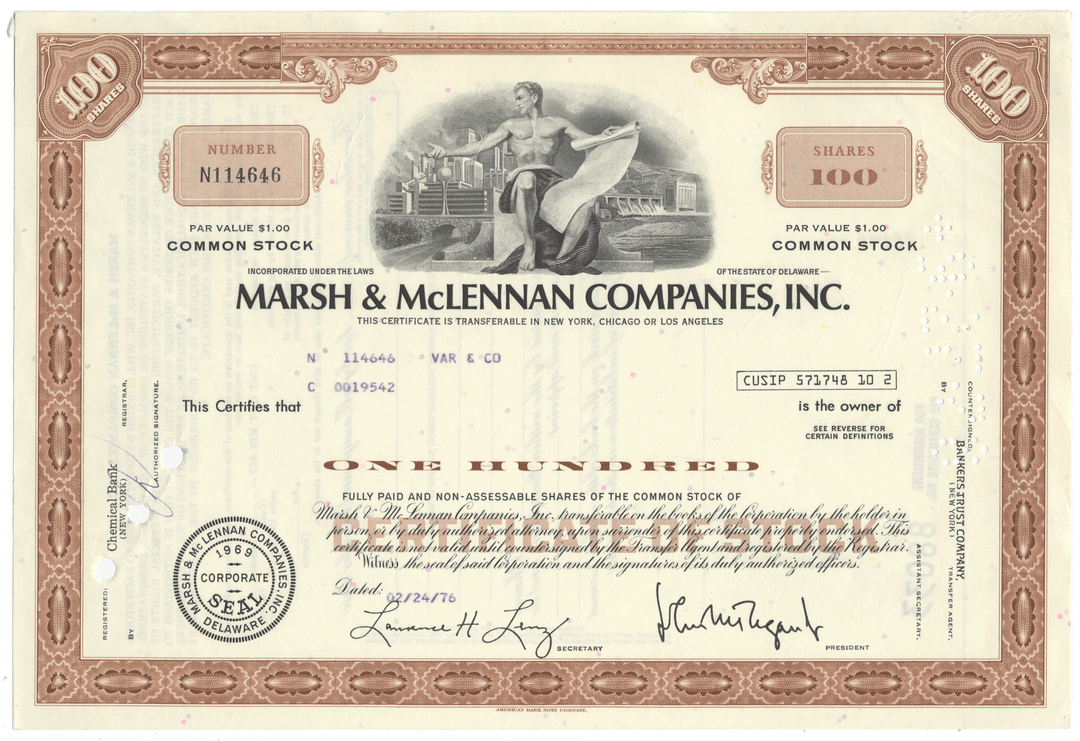 100
SHARES
100
SHARES
NUMBER
N114646
SHARES
100
PAR VALUE $1.00
COMMON STOCK
PAR VALUE $1.00
COMMON STOCK
INCORPORATED UNDER THE LAWS
OF THE STATE OF DELAWARE
MARSH & McLENNAN COMPANIES, INC.
THIS CERTIFICATE IS TRANSFERABLE IN NEW YORK, CHICAGO OR LOS ANGELES
N 114646 VAR & CO
C 0019542
CUSIP 571748 10 2
This Certifies that
is the owner of
SEE REVERSE FOR
CERTAIN DEFINITIONS
ONE HUNDRED
FULLY PAID AND NON-ASSESSABLE SHARES OF THE COMMON STOCK OF
CERTIFICATE OF STOCK
Marsh & McLennan Companies, Inc. transferable on the books of the Corporation by the holder in
person or by duly authorized attorney, upon surrender of this certificate properly endorsed. This
certificate is not valid until countersigned by the Transfer Agent and registered by the Registrar.
Witness, the seal of said Corporation and the signatures of its duly authorized officers.
Dated: 02/24/76
SECRETARY
PRESIDENT
MARSH & McLENNAN COMPANIES, INC.
1969
CORPORATE
SEAL
DELAWARE
REGISTERED:
Chemical Bank
(NEW YORK)
REGISTRAR.
BY
AUTHORIZED SIGNATURE.
COUNTERSIGNED:
BANKERS TRUST COMPANY,
(NEW YORK)
TRANSFER AGENT.
BY
ASSISTANT SECRETARY.
AMERICAN BANK NOTE COMPANY.